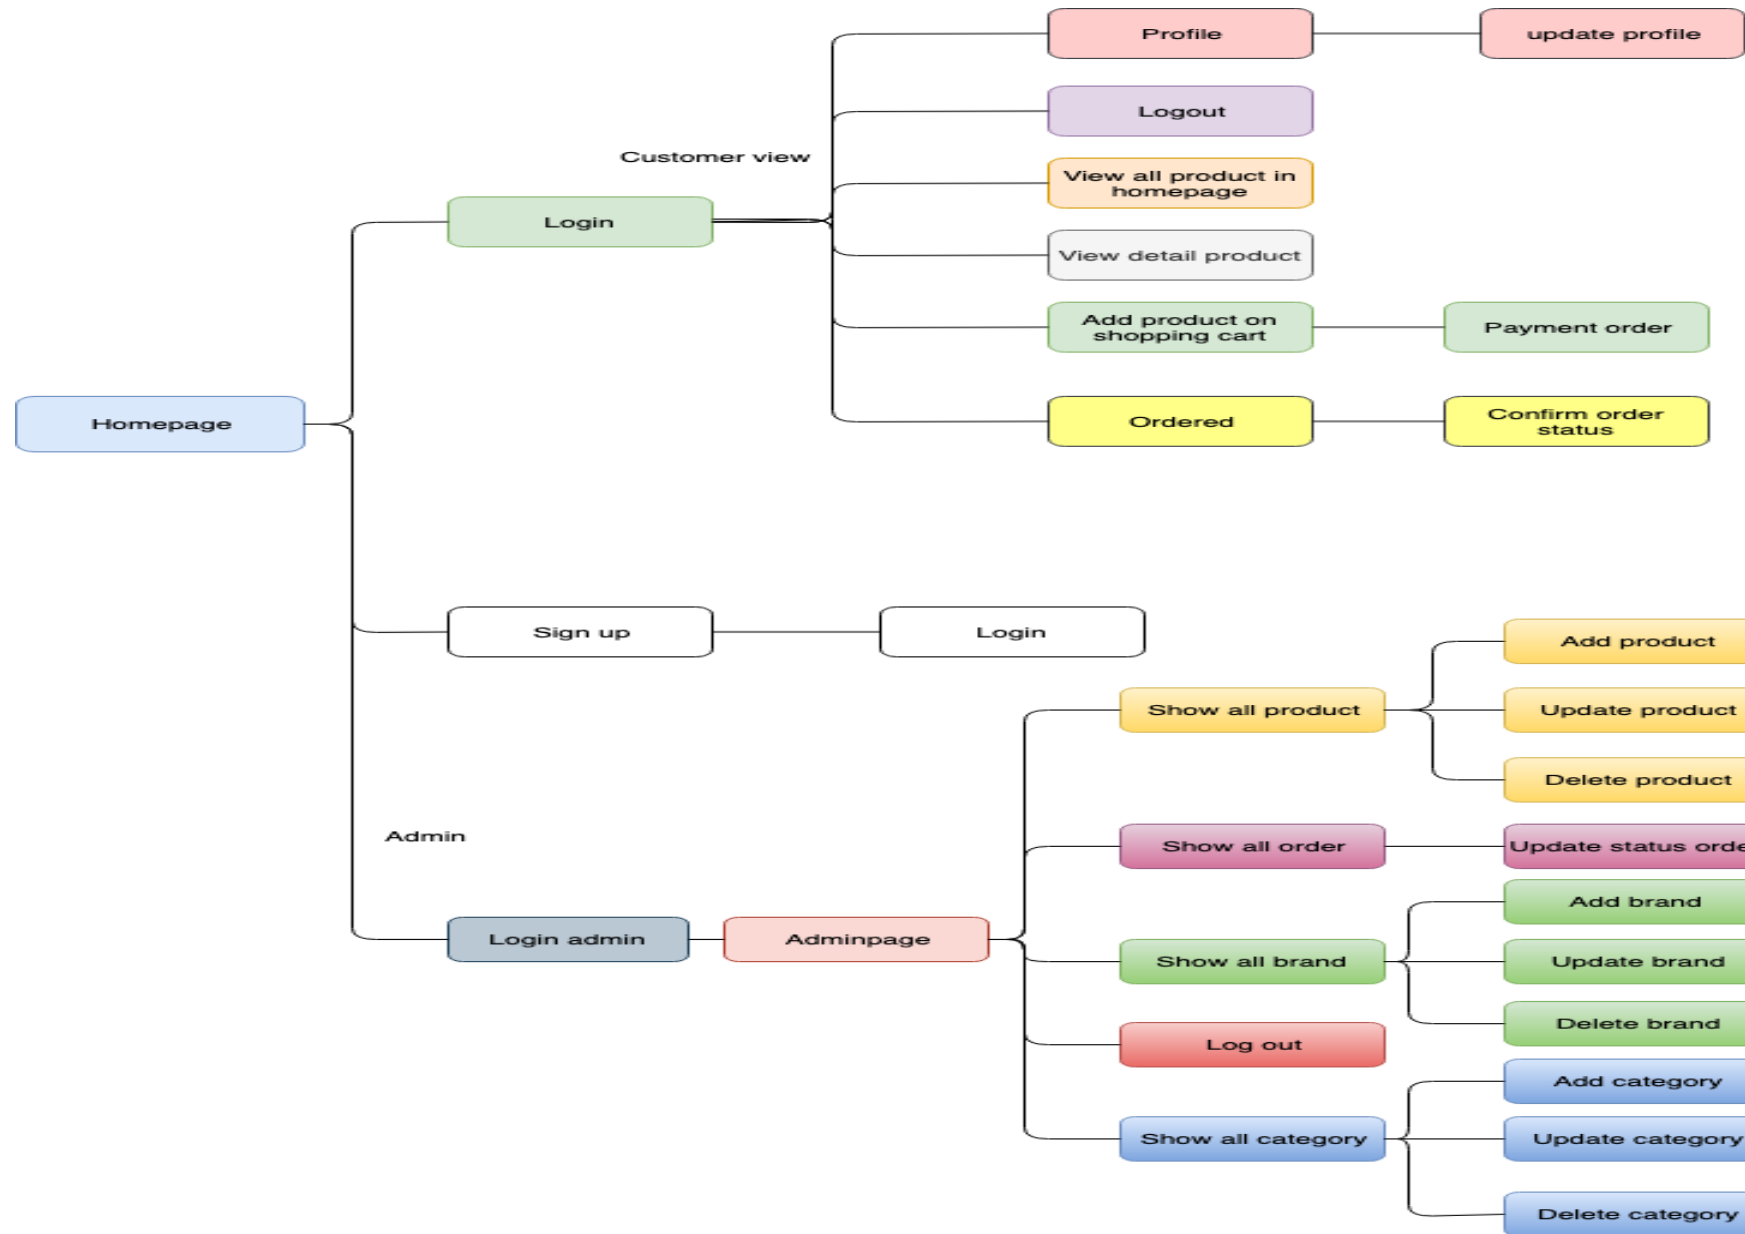 Profile
update profile
Logout
Customer view
View all product in
homepage
Login
View detail product
Add product on
shopping cart
Payment order
Homepage
Ordered
Confirm order
status
Sign up
Login
Add product
Show all product
Update product
Delete product
Admin
Show all order
Update status orde
Add brand
Login admin
Adminpage
Show all brand
Update brand
Delete brand
Log out
Add category
Show all category
Update category
Delete category